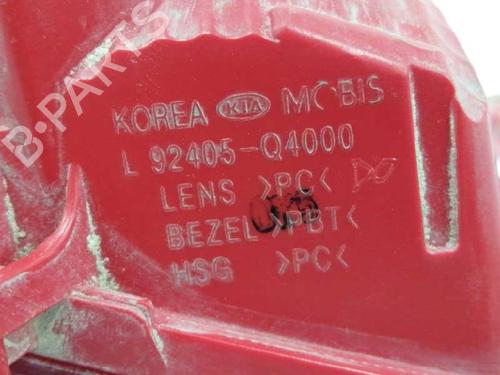 B-PARTS
KOREA KIA MOBIS
L 92405-Q4000
LENS >PC<
BEZEL >PBT<
HSG >PC<